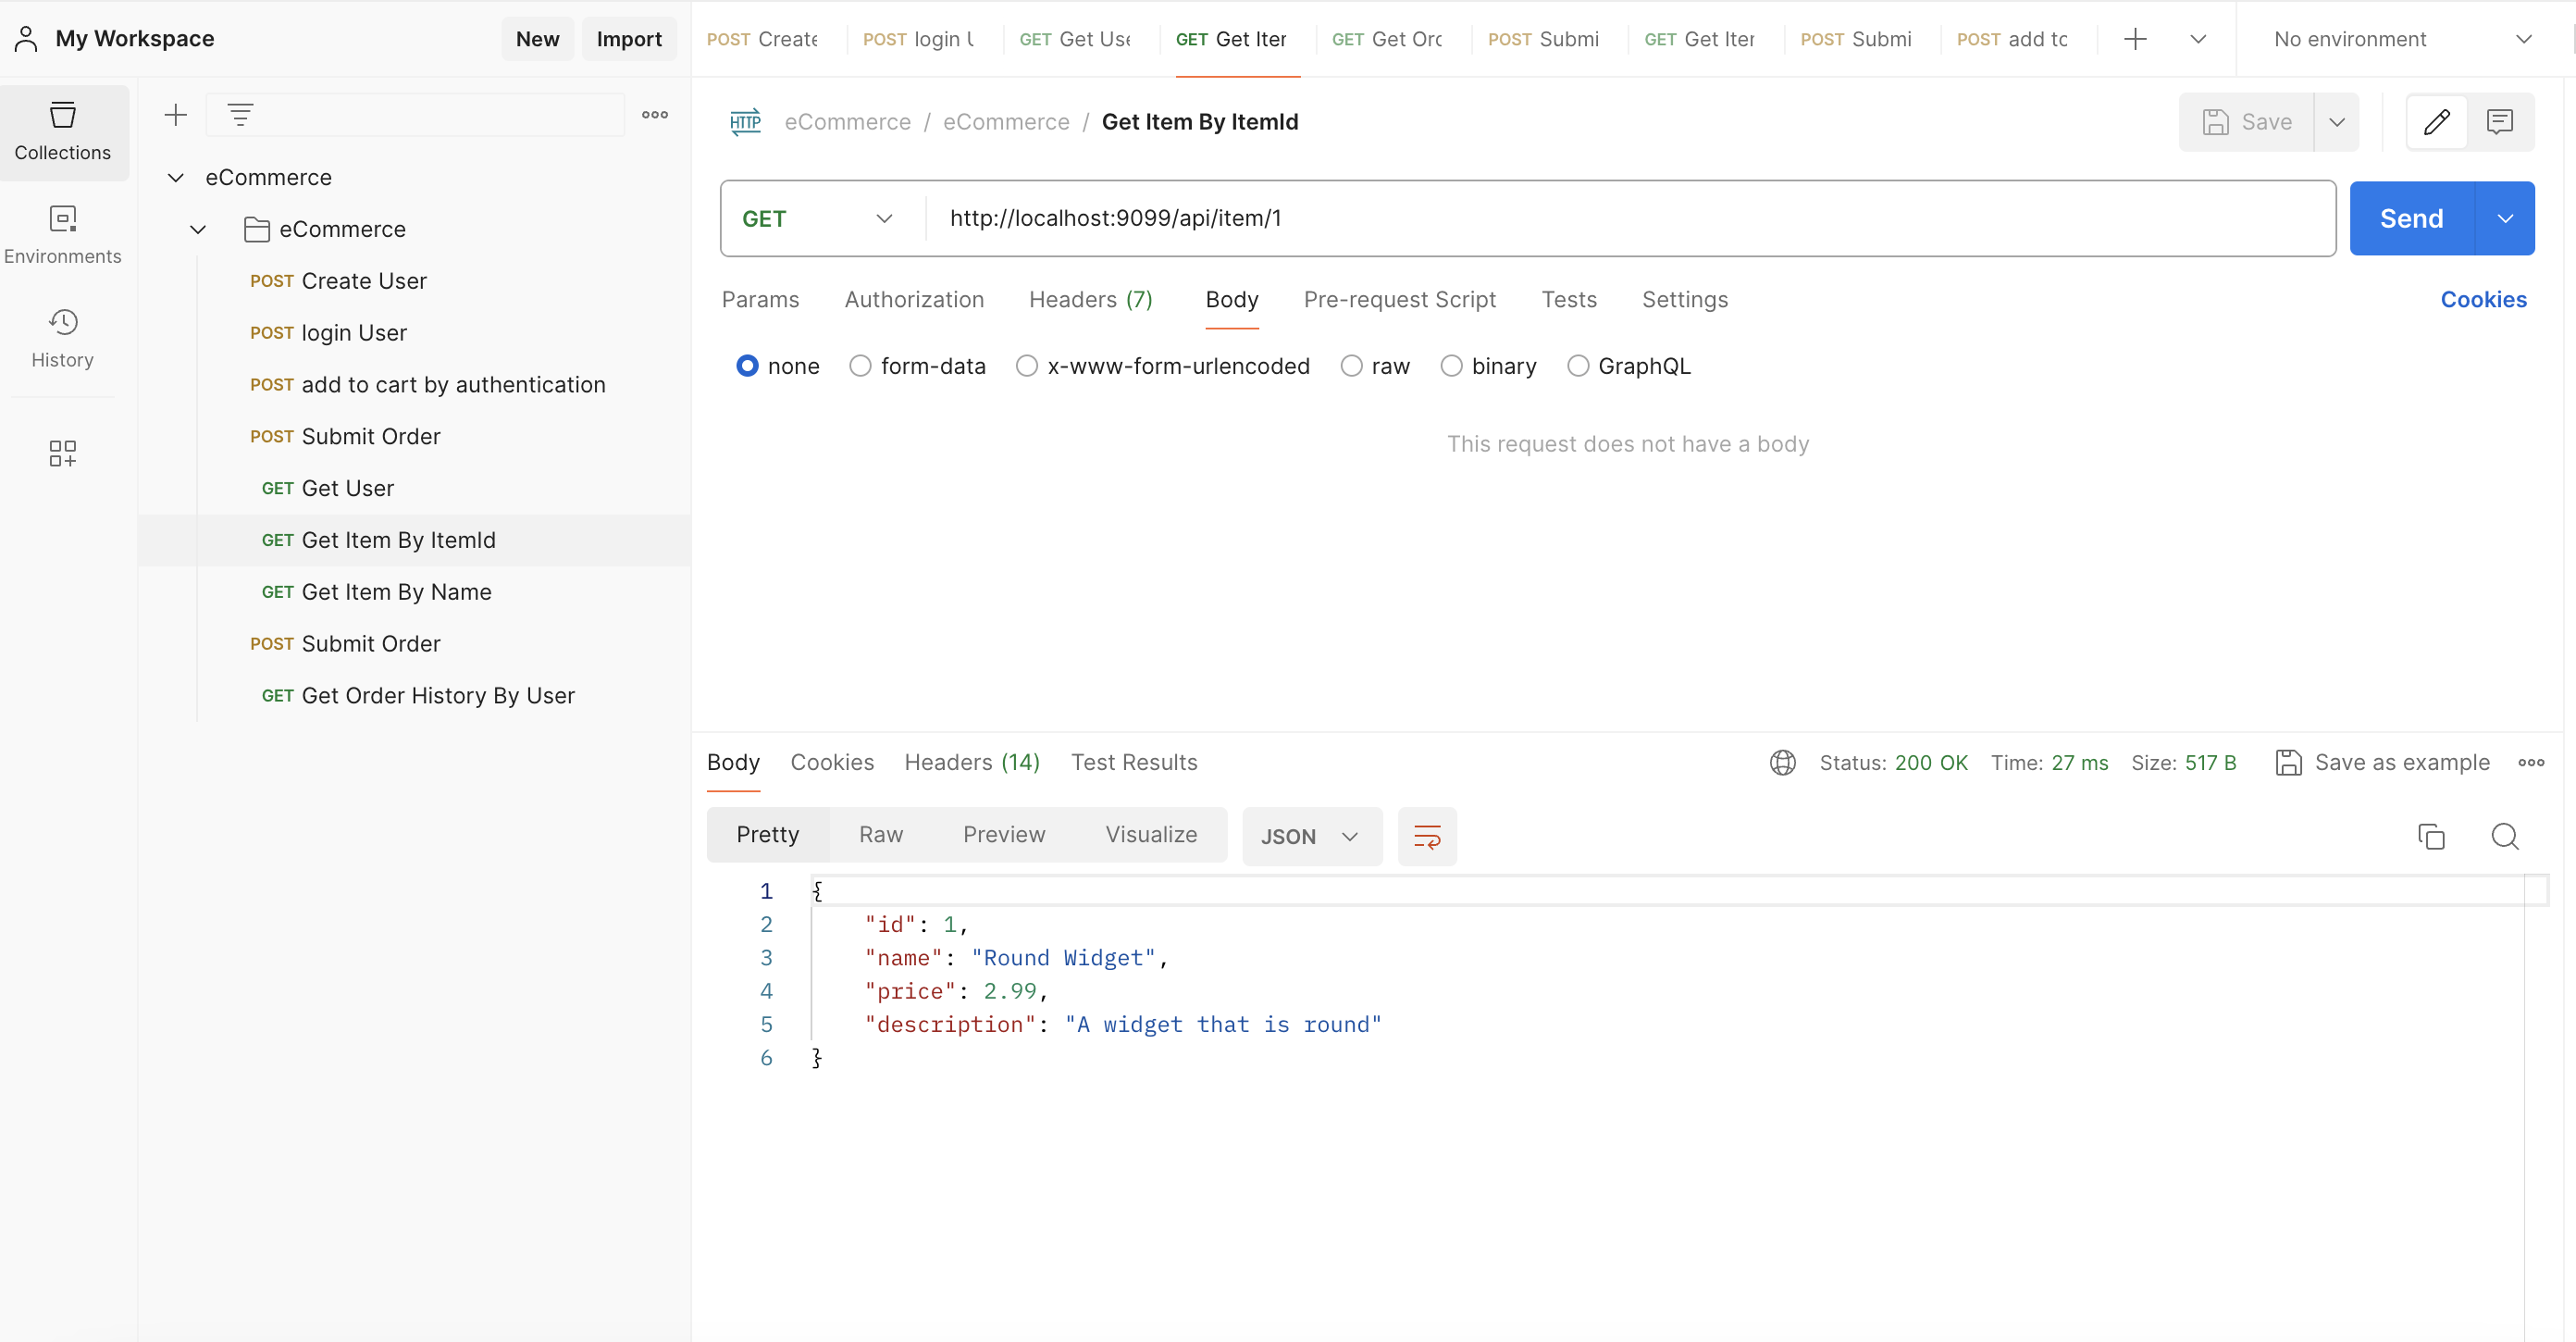 My Workspace
New
Import
POST Create
POST login U
GET Get Use
GET Get Iter
GET Get Orc
POST Submi
GET Get Iter
POST Submi
POST add tc
No environment
Collections
Environments
History
eCommerce
eCommerce
POST Create User
POST login User
POST add to cart by authentication
POST Submit Order
GET Get User
GET Get Item By ItemId
GET Get Item By Name
POST Submit Order
GET Get Order History By User
HTTP eCommerce / eCommerce / Get Item By ItemId
Save
GET http://localhost:9099/api/item/1
Send
Params Authorization Headers (7) Body Pre-request Script Tests Settings Cookies
none form-data x-www-form-urlencoded raw binary GraphQL
This request does not have a body
Body Cookies Headers (14) Test Results Status: 200 OK Time: 27 ms Size: 517 B Save as example
Pretty Raw Preview Visualize JSON
1 {
2 "id": 1,
3 "name": "Round Widget",
4 "price": 2.99,
5 "description": "A widget that is round"
6 }